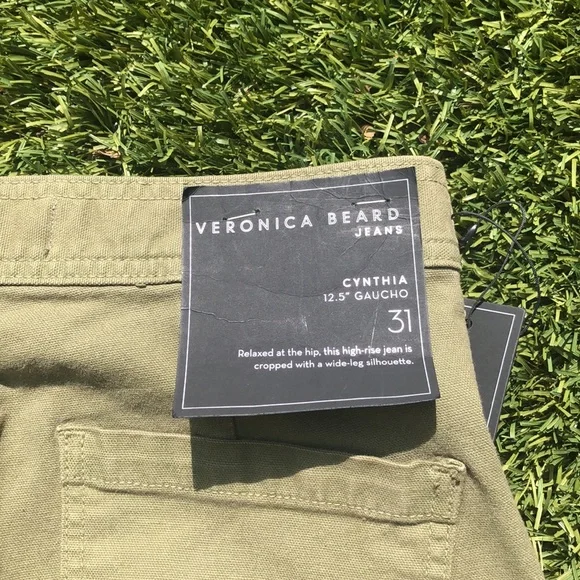 VERONICA BEARD
JEANS
CYNTHIA
12.5" GAUCHO
31
Relaxed at the hip, this high-rise jean is
cropped with a wide-leg silhouette.